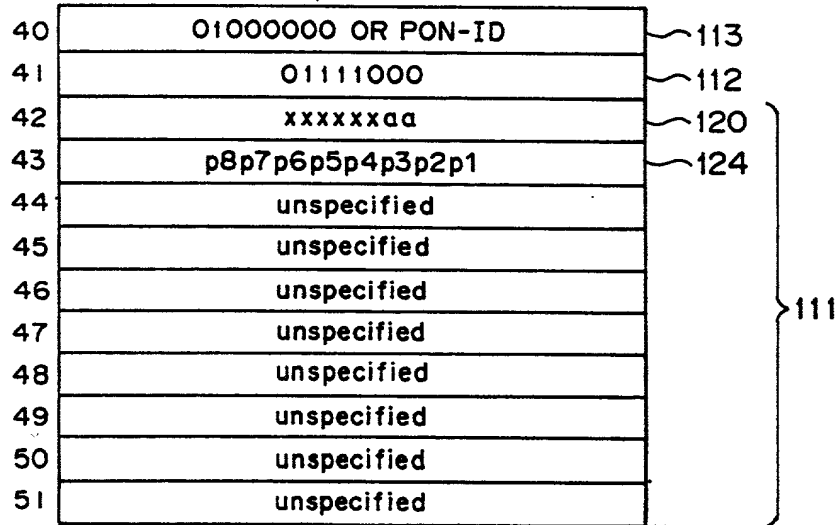 40 01000000 OR PON-ID 113
41 01111000 112
42 xxxxxxaa 120
43 p8p7p6p5p4p3p2p1 124
44 unspecified
45 unspecified
46 unspecified
47 unspecified 111
48 unspecified
49 unspecified
50 unspecified
51 unspecified